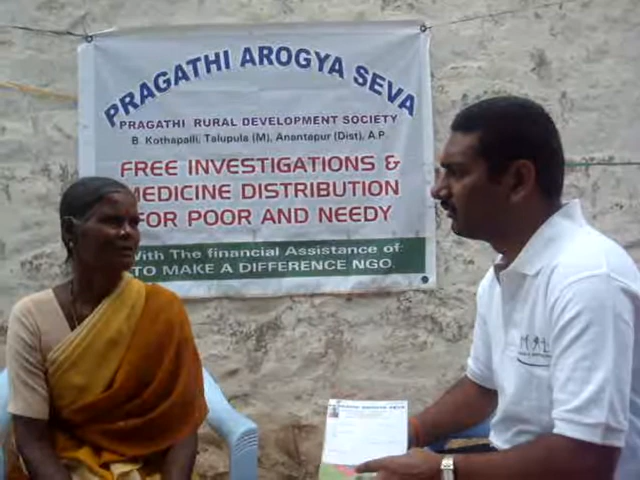 PRAGATHI AROGYA SEVA
PRAGATHI RURAL DEVELOPMENT SOCIETY
B. Kothapalli, Talupula (M), Anantapur (Dist), A.P.
FREE INVESTIGATIONS &
MEDICINE DISTRIBUTION
FOR POOR AND NEEDY
With The financial Assistance of:
TO MAKE A DIFFERENCE NGO.